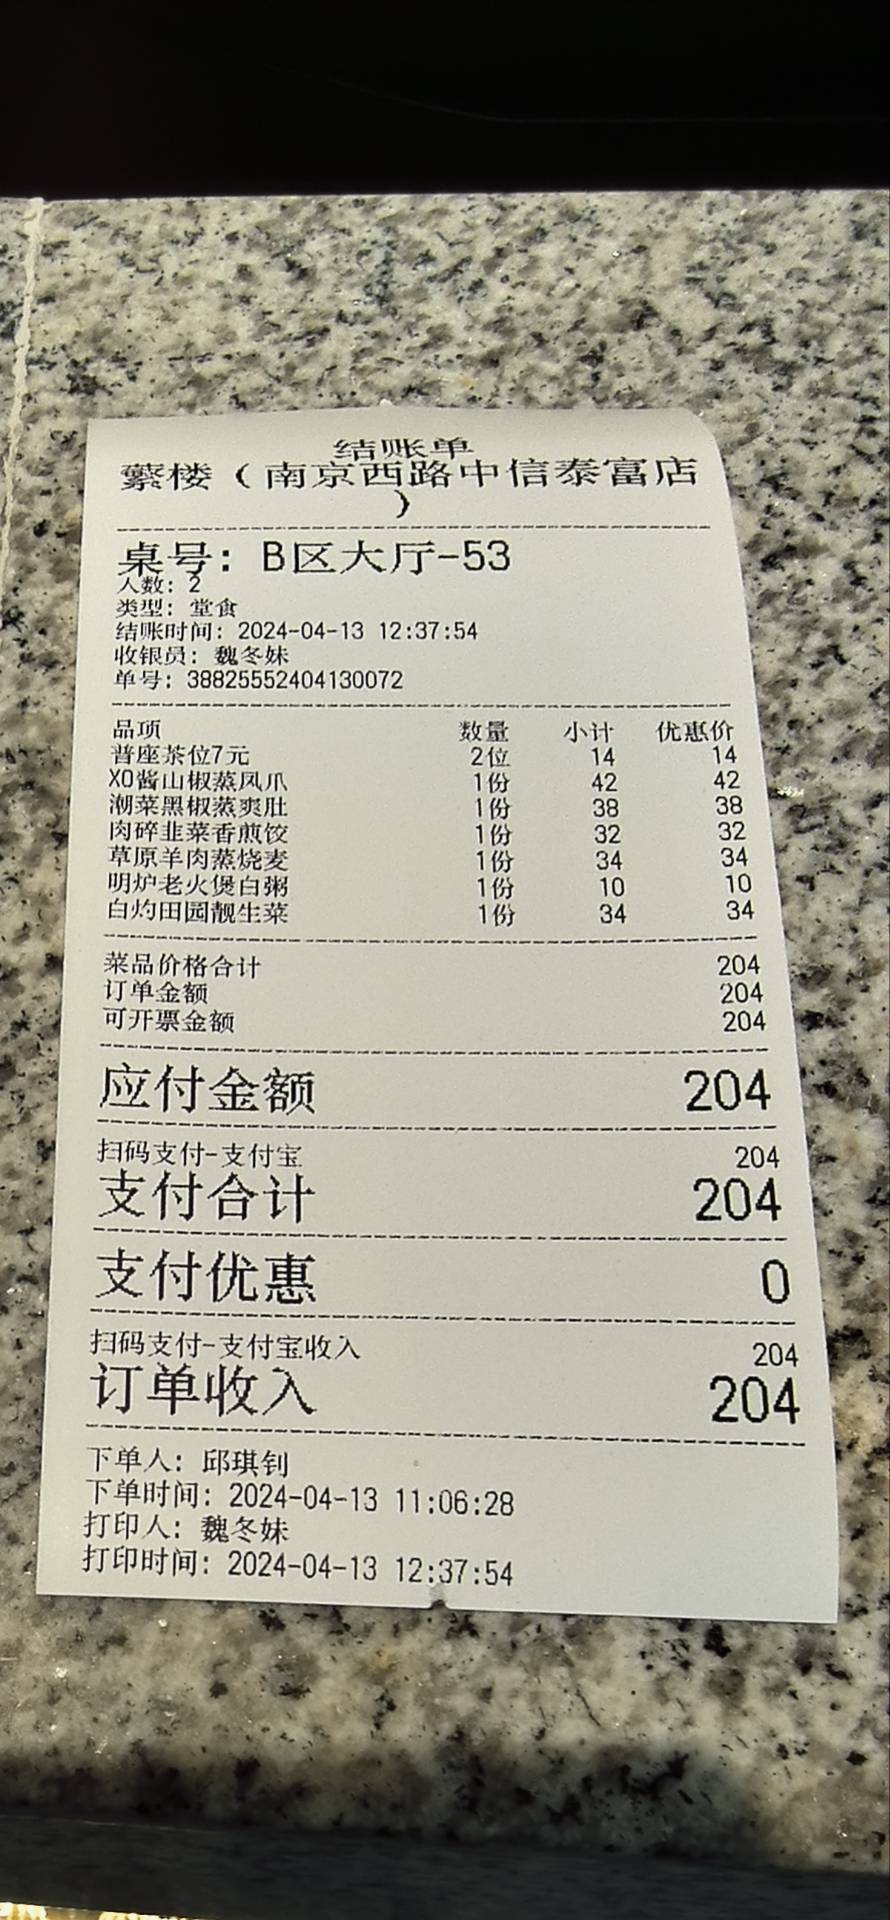 结账单
蘩楼（南京西路中信泰富店
）
桌号: B区大厅-53
人数: 2
类型: 堂食
结账时间: 2024-04-13 12:37:54
收银员: 魏冬妹
单号: 38825552404130072
品项 数量 小计 优惠价
普座茶位7元 2位 14 14
XO酱山椒蒸凤爪 1份 42 42
潮菜黑椒蒸爽肚 1份 38 38
肉碎韭菜香煎饺 1份 32 32
草原羊肉蒸烧麦 1份 34 34
明炉老火煲白粥 1份 10 10
白灼田园靓生菜 1份 34 34
菜品价格合计 204
订单金额 204
可开票金额 204
应付金额 204
扫码支付-支付宝 204
支付合计 204
支付优惠 0
扫码支付-支付宝收入 204
订单收入 204
下单人: 邱琪钊
下单时间: 2024-04-13 11:06:28
打印人: 魏冬妹
打印时间: 2024-04-13 12:37:54